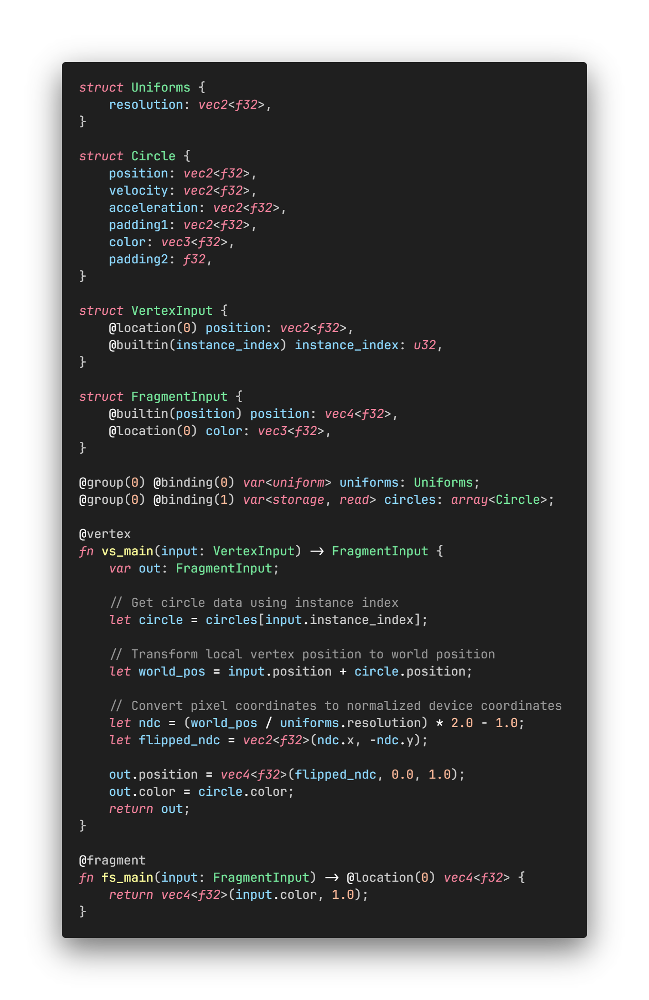 struct Uniforms {
    resolution: vec2<f32>,
}

struct Circle {
    position: vec2<f32>,
    velocity: vec2<f32>,
    acceleration: vec2<f32>,
    padding1: vec2<f32>,
    color: vec3<f32>,
    padding2: f32,
}

struct VertexInput {
    @location(0) position: vec2<f32>,
    @builtin(instance_index) instance_index: u32,
}

struct FragmentInput {
    @builtin(position) position: vec4<f32>,
    @location(0) color: vec3<f32>,
}

@group(0) @binding(0) var<uniform> uniforms: Uniforms;
@group(0) @binding(1) var<storage, read> circles: array<Circle>;

@vertex
fn vs_main(input: VertexInput) -> FragmentInput {
    var out: FragmentInput;

    // Get circle data using instance index
    let circle = circles[input.instance_index];

    // Transform local vertex position to world position
    let world_pos = input.position + circle.position;

    // Convert pixel coordinates to normalized device coordinates
    let ndc = (world_pos / uniforms.resolution) * 2.0 - 1.0;
    let flipped_ndc = vec2<f32>(ndc.x, -ndc.y);

    out.position = vec4<f32>(flipped_ndc, 0.0, 1.0);
    out.color = circle.color;
    return out;
}

@fragment
fn fs_main(input: FragmentInput) -> @location(0) vec4<f32> {
    return vec4<f32>(input.color, 1.0);
}